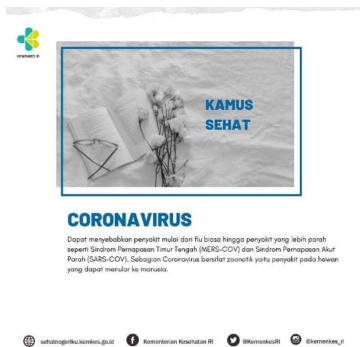 KEMENKES RI
KAMUS
SEHAT
CORONAVIRUS
Dapat menyebabkan penyakit mulai dari flu biasa hingga penyakit yang lebih parah
seperti Sindrom Pernapasan Timur Tengah (MERS-COV) dan Sindrom Pernapasan Akut
Parah (SARS-COV). Sebagian Coronavirus bersifat zoonotik yaitu penyakit pada hewan
yang dapat menular ke manusia.
sehatnegeriku.kemkes.go.id
Kementerian Kesehatan RI
@KemenkesRI
@kemenkes_ri